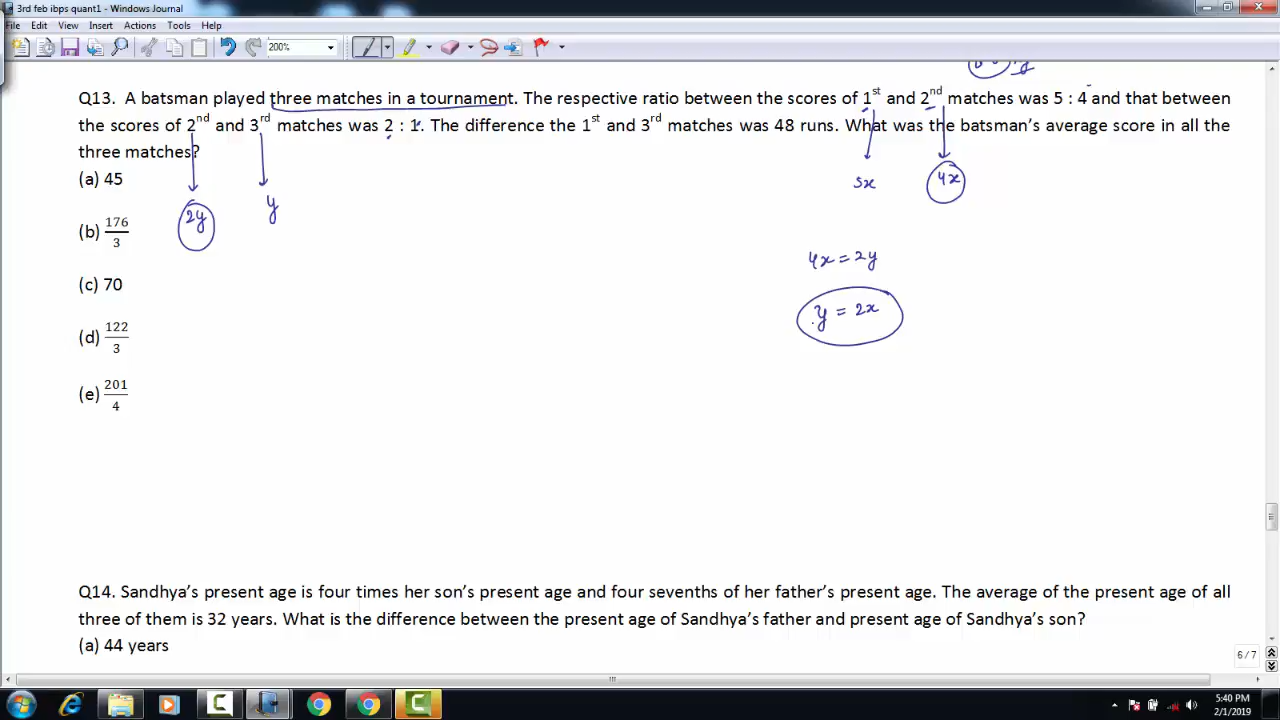 3rd feb ibps quant1 - Windows Journal
File Edit View Insert Actions Tools Help
200%
Q13. A batsman played three matches in a tournament. The respective ratio between the scores of 1st and 2nd matches was 5 : 4 and that between
the scores of 2nd and 3rd matches was 2 : 1. The difference the 1st and 3rd matches was 48 runs. What was the batsman's average score in all the
three matches?
(a) 45
5x 4x
2y y
(b) 176/3
4x = 2y
(c) 70
y = 2x
(d) 122/3
(e) 201/4
Q14. Sandhya's present age is four times her son's present age and four sevenths of her father's present age. The average of the present age of all
three of them is 32 years. What is the difference between the present age of Sandhya's father and present age of Sandhya's son?
(a) 44 years
6 / 7
5:40 PM
2/1/2019